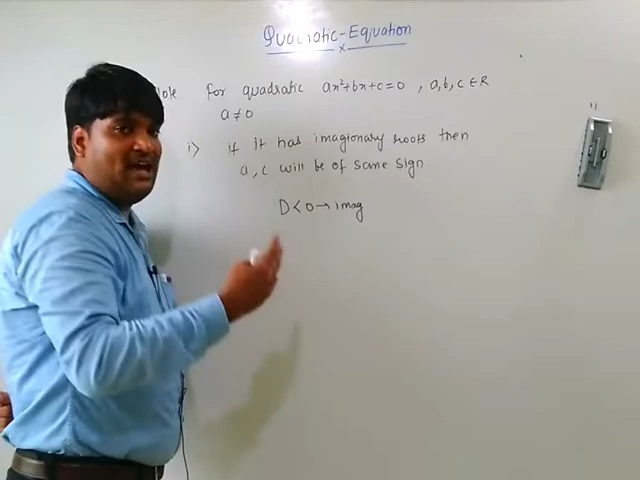 Quadratic-Equation
x
Note For quadratic ax²+bx+c=0 , a,b,c ∈ R
a≠0
i> if it has imagionary roots then
a,c will be of same sign
D<0→imag